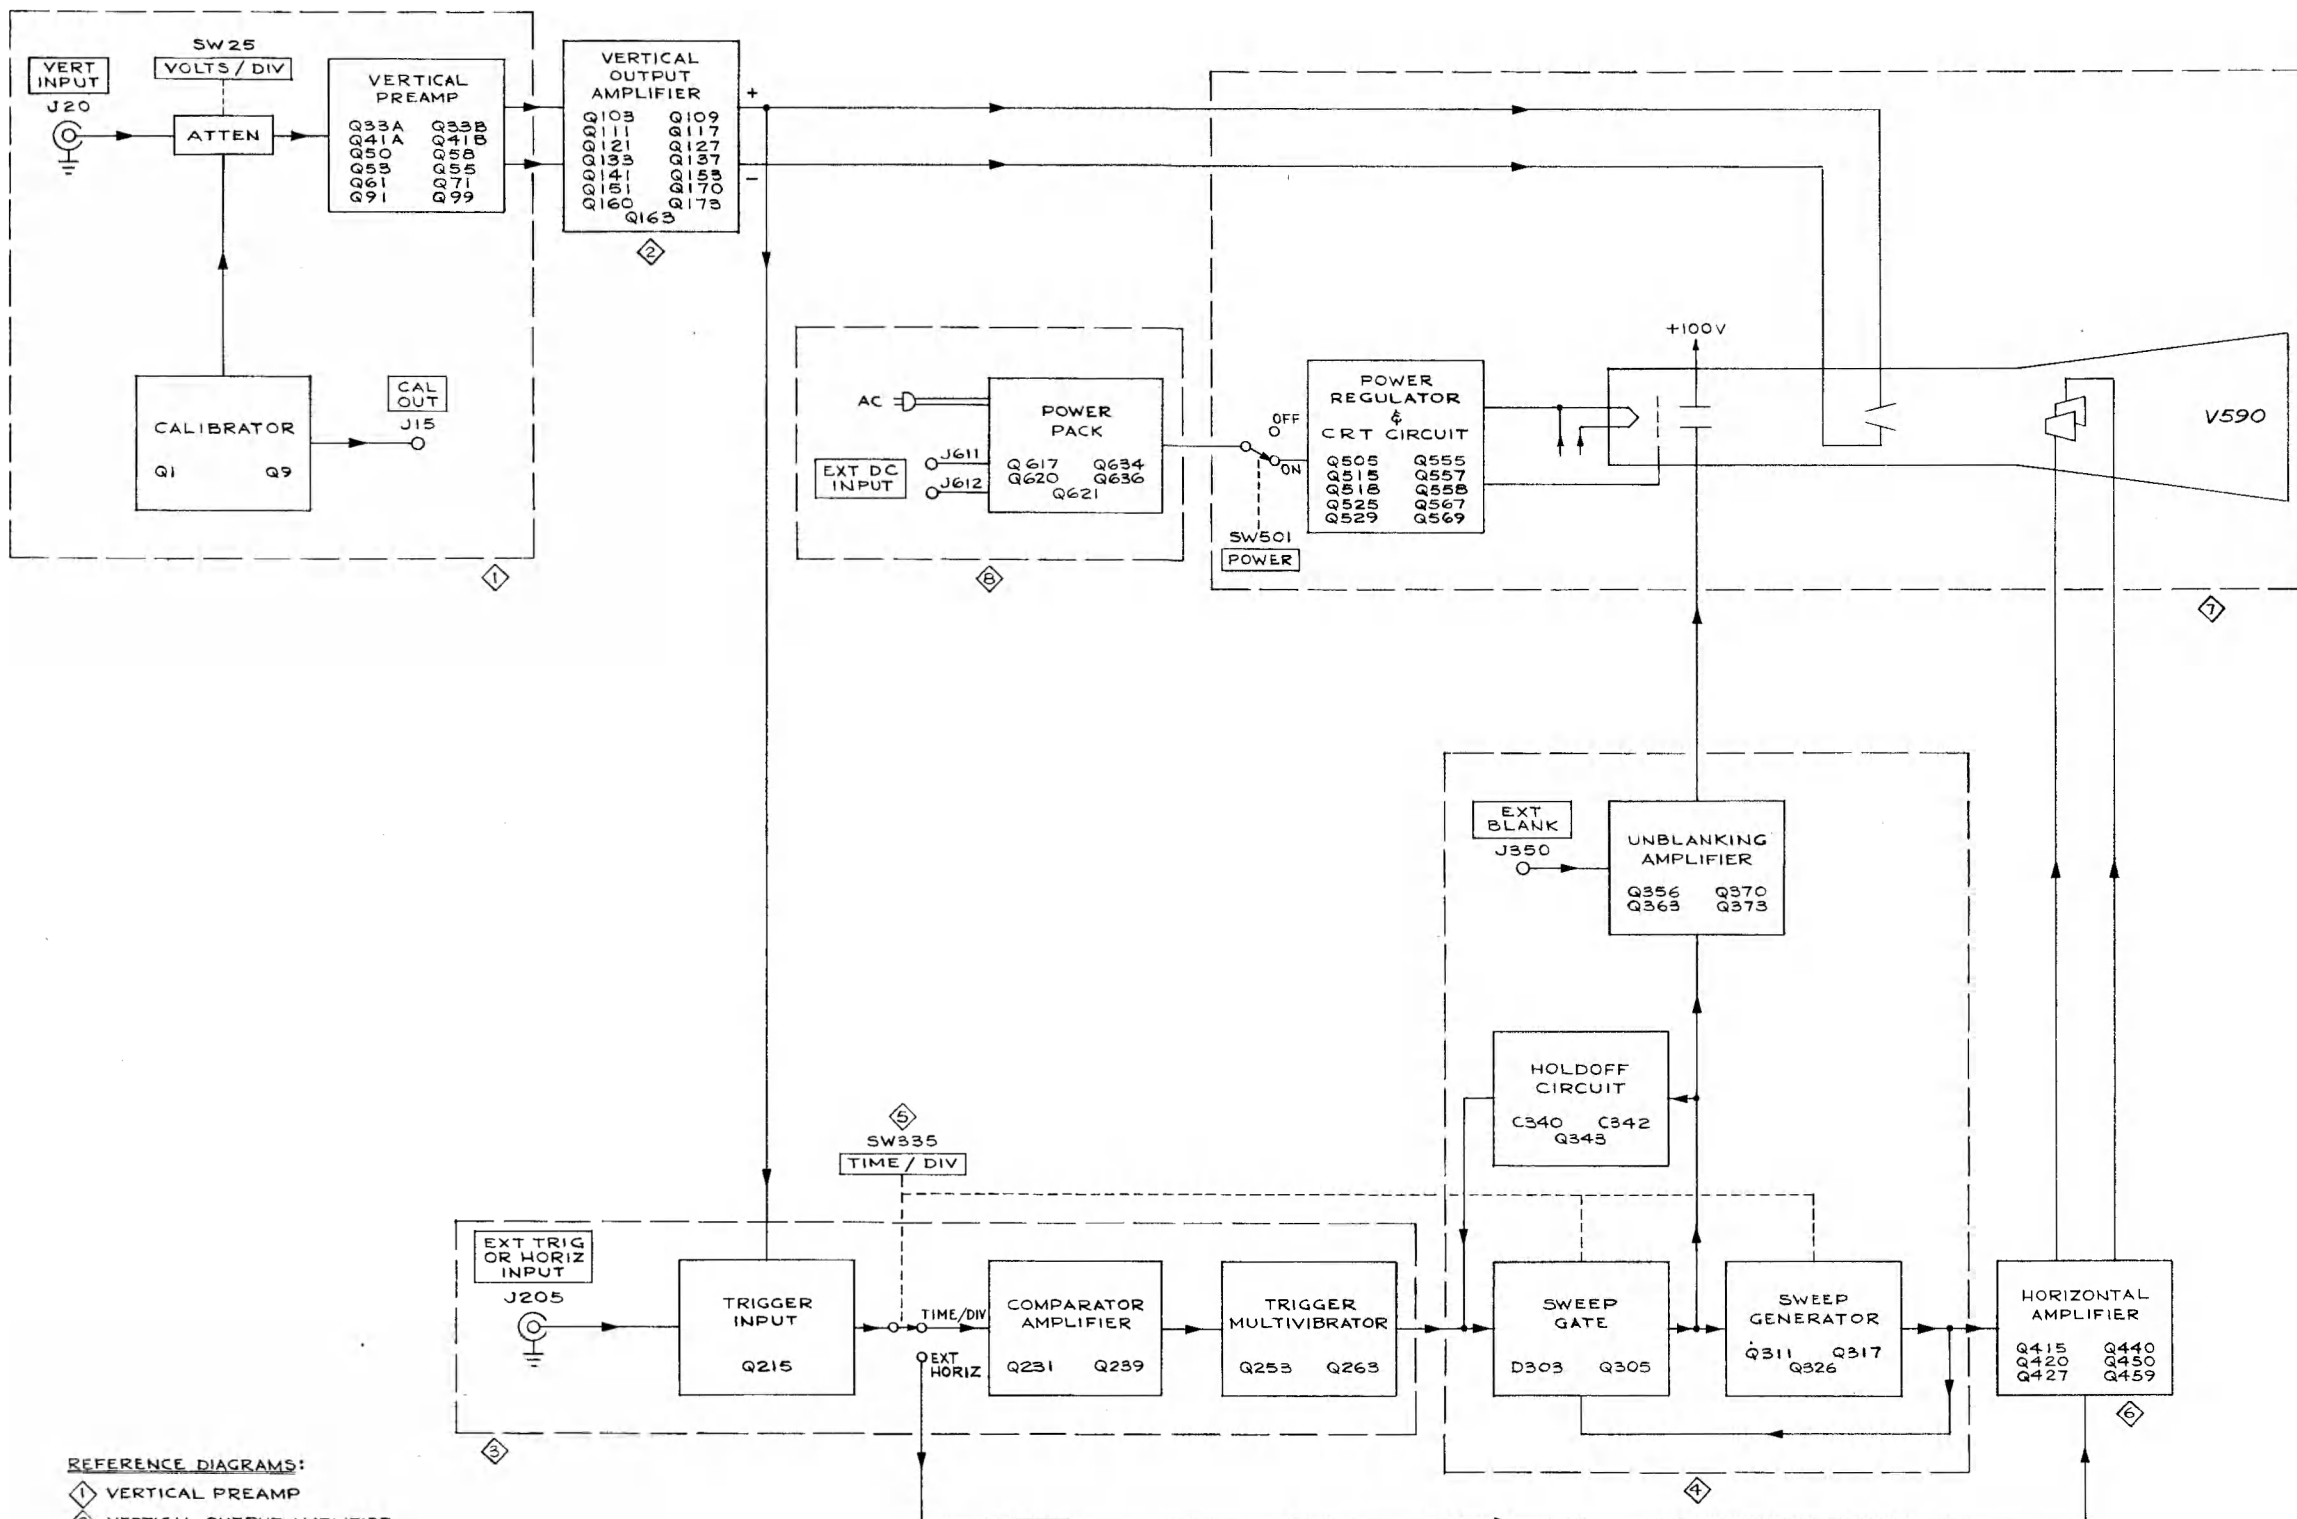 VERT
INPUT
J20
SW25
VOLTS / DIV
ATTEN
VERTICAL
PREAMP
Q33A Q33B
Q41A Q41B
Q50 Q58
Q53 Q55
Q61 Q71
Q91 Q99
VERTICAL
OUTPUT
AMPLIFIER
Q103 Q109
Q111 Q117
Q121 Q127
Q133 Q137
Q141 Q153
Q151 Q170
Q160 Q173
Q163
+
−
2
CALIBRATOR
Q1 Q9
CAL
OUT
J15
1
AC
EXT DC
INPUT
J611
J612
POWER
PACK
Q617 Q634
Q620 Q636
Q621
8
OFF
ON
SW501
POWER
POWER
REGULATOR
&
CRT CIRCUIT
Q505 Q555
Q515 Q557
Q518 Q558
Q525 Q567
Q529 Q569
+100V
V590
7
EXT
BLANK
J350
UNBLANKING
AMPLIFIER
Q356 Q370
Q363 Q373
HOLDOFF
CIRCUIT
C340 C342
Q343
5
SW335
TIME / DIV
EXT TRIG
OR HORIZ
INPUT
J205
TRIGGER
INPUT
Q215
TIME/DIV
EXT
HORIZ
COMPARATOR
AMPLIFIER
Q231 Q239
TRIGGER
MULTIVIBRATOR
Q253 Q263
3
SWEEP
GATE
D303 Q305
SWEEP
GENERATOR
Q311 Q317
Q326
4
HORIZONTAL
AMPLIFIER
Q415 Q440
Q420 Q450
Q427 Q459
6
REFERENCE DIAGRAMS:
1 VERTICAL PREAMP
2 VERTICAL OUTPUT AMPLIFIER